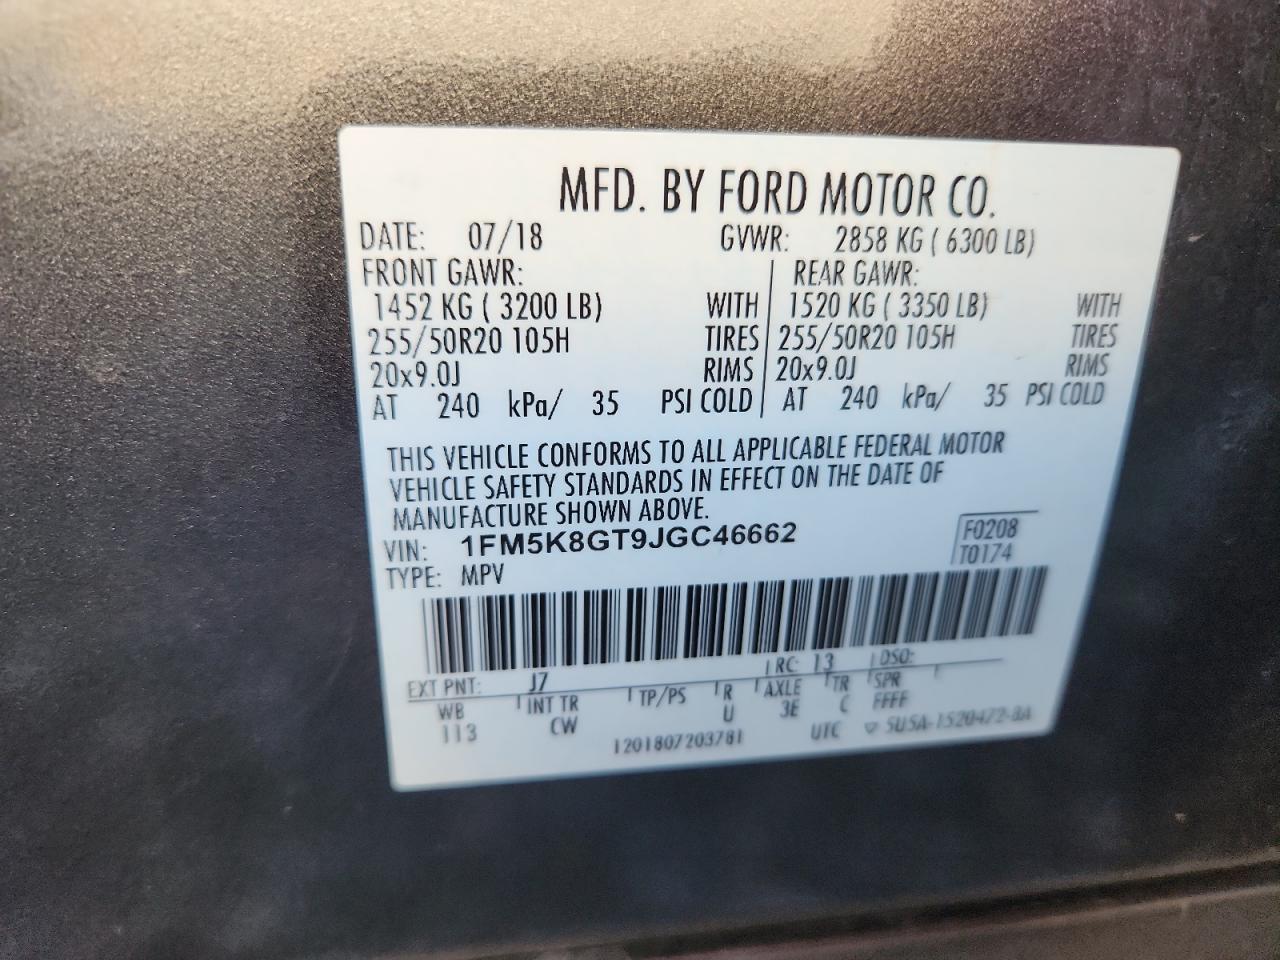 MFD. BY FORD MOTOR CO.
DATE: 07/18 GVWR: 2858 KG ( 6300 LB)
FRONT GAWR: REAR GAWR:
1452 KG ( 3200 LB) WITH 1520 KG ( 3350 LB) WITH
255/50R20 105H TIRES 255/50R20 105H TIRES
20x9.0J RIMS 20x9.0J RIMS
AT 240 kPa/ 35 PSI COLD AT 240 kPa/ 35 PSI COLD
THIS VEHICLE CONFORMS TO ALL APPLICABLE FEDERAL MOTOR
VEHICLE SAFETY STANDARDS IN EFFECT ON THE DATE OF
MANUFACTURE SHOWN ABOVE.
VIN: 1FM5K8GT9JGC46662 F0208
TYPE: MPV T0174
EXT PNT: J7 RC: 13 DSO:
WB INT TR TP/PS R AXLE TR SPR
113 CW U 3E C FFFF
1201807203781 UTC ▽ SU5A-1520472-BA